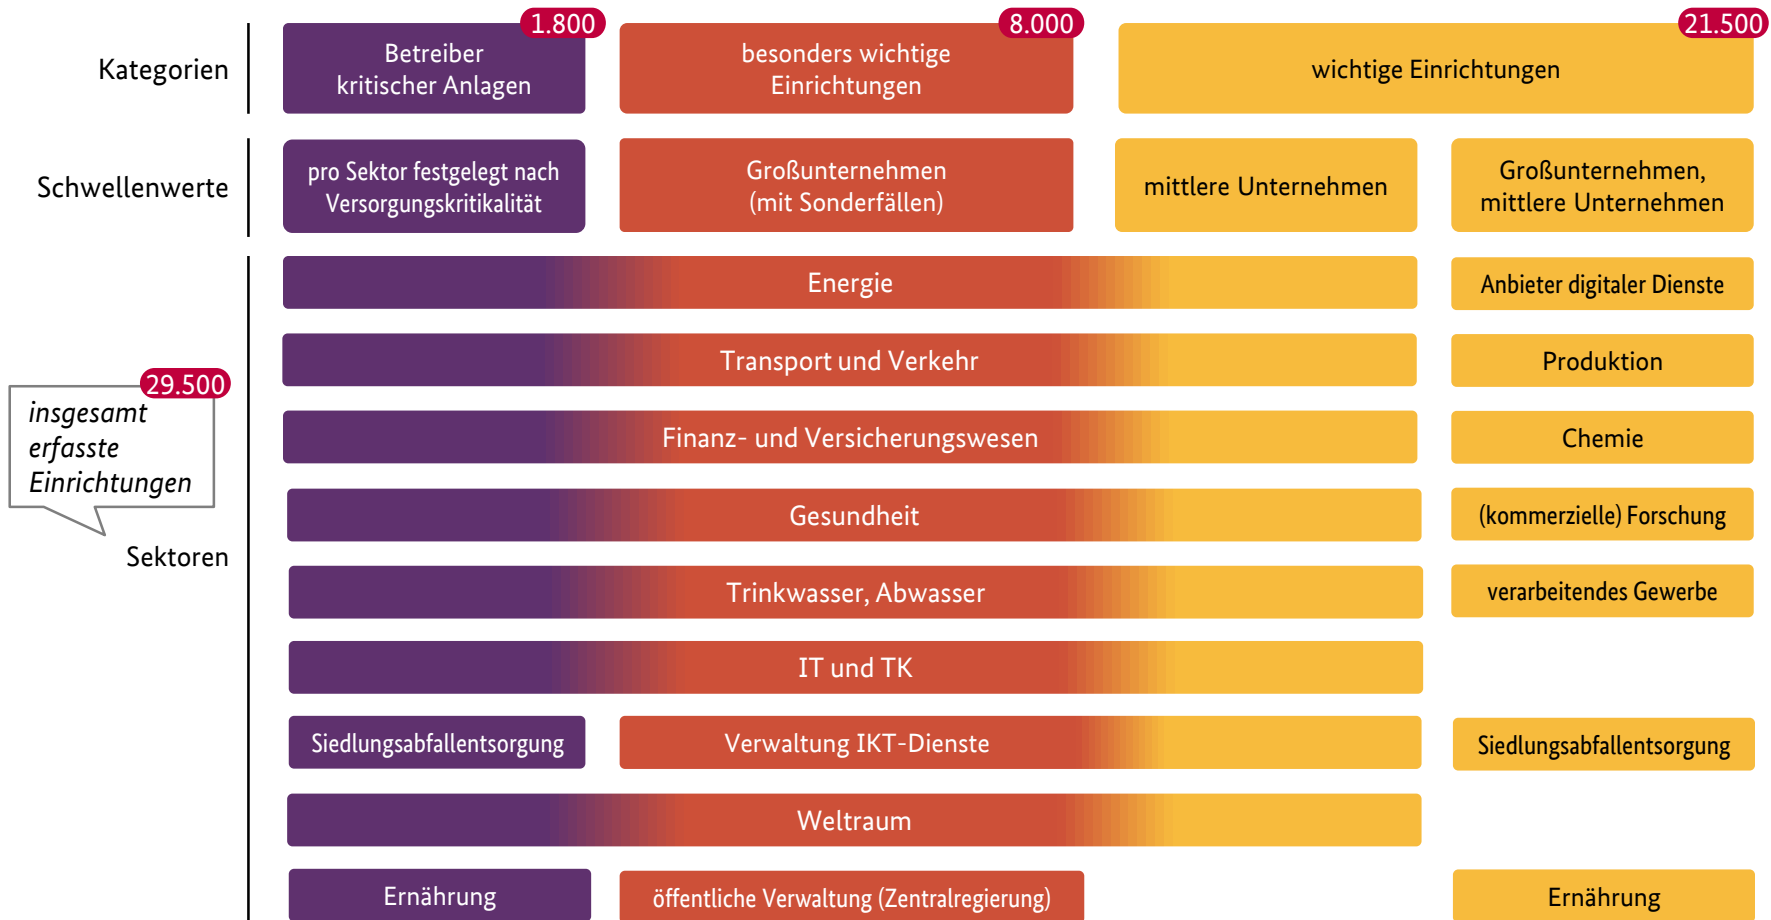 Kategorien
Betreiber
kritischer Anlagen
1.800
besonders wichtige
Einrichtungen
8.000
wichtige Einrichtungen
21.500
Schwellenwerte
pro Sektor festgelegt nach
Versorgungskritikalität
Großunternehmen
(mit Sonderfällen)
mittlere Unternehmen
Großunternehmen,
mittlere Unternehmen
29.500
insgesamt
erfasste
Einrichtungen
Sektoren
Energie
Anbieter digitaler Dienste
Transport und Verkehr
Produktion
Finanz- und Versicherungswesen
Chemie
Gesundheit
(kommerzielle) Forschung
Trinkwasser, Abwasser
verarbeitendes Gewerbe
IT und TK
Siedlungsabfallentsorgung
Verwaltung IKT-Dienste
Siedlungsabfallentsorgung
Weltraum
Ernährung
öffentliche Verwaltung (Zentralregierung)
Ernährung